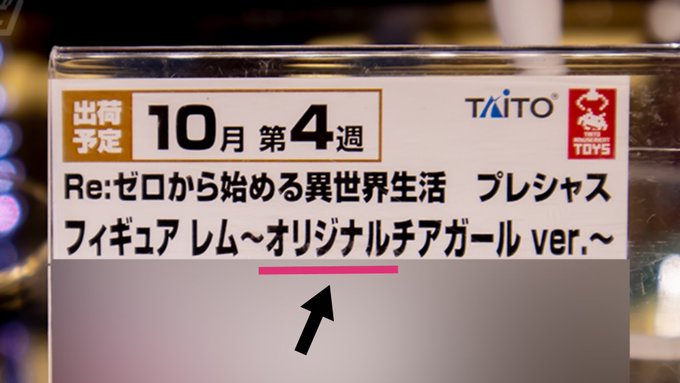 出荷予定
10月 第4週
TAITO®
TAITO AMUSEMENT TOYS
Re:ゼロから始める異世界生活 プレシャス
フィギュア レム～オリジナルチアガール ver.～